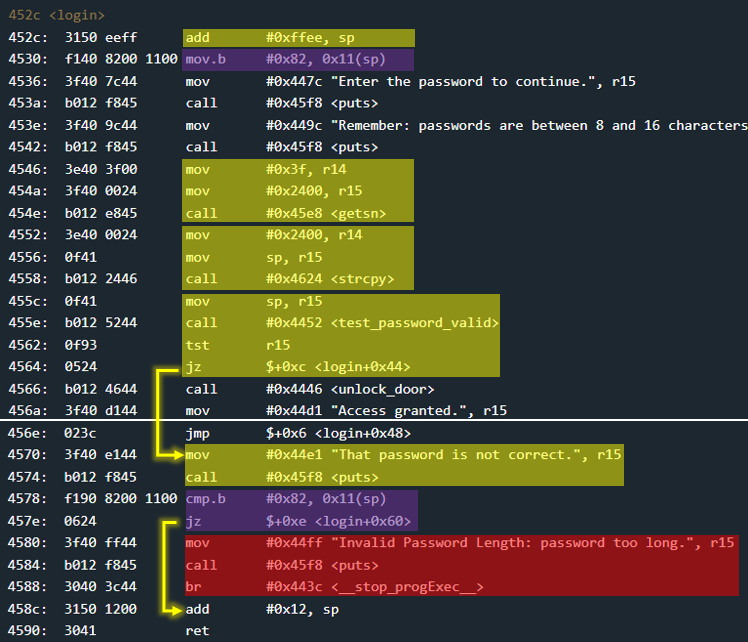 452c <login>
452c: 3150 eeff add #0xffee, sp
4530: f140 8200 1100 mov.b #0x82, 0x11(sp)
4536: 3f40 7c44 mov #0x447c "Enter the password to continue.", r15
453a: b012 f845 call #0x45f8 <puts>
453e: 3f40 9c44 mov #0x449c "Remember: passwords are between 8 and 16 characters
4542: b012 f845 call #0x45f8 <puts>
4546: 3e40 3f00 mov #0x3f, r14
454a: 3f40 0024 mov #0x2400, r15
454e: b012 e845 call #0x45e8 <getsn>
4552: 3e40 0024 mov #0x2400, r14
4556: 0f41 mov sp, r15
4558: b012 2446 call #0x4624 <strcpy>
455c: 0f41 mov sp, r15
455e: b012 5244 call #0x4452 <test_password_valid>
4562: 0f93 tst r15
4564: 0524 jz $+0xc <login+0x44>
4566: b012 4644 call #0x4446 <unlock_door>
456a: 3f40 d144 mov #0x44d1 "Access granted.", r15
456e: 023c jmp $+0x6 <login+0x48>
4570: 3f40 e144 mov #0x44e1 "That password is not correct.", r15
4574: b012 f845 call #0x45f8 <puts>
4578: f190 8200 1100 cmp.b #0x82, 0x11(sp)
457e: 0624 jz $+0xe <login+0x60>
4580: 3f40 ff44 mov #0x44ff "Invalid Password Length: password too long.", r15
4584: b012 f845 call #0x45f8 <puts>
4588: 3040 3c44 br #0x443c <__stop_progExec__>
458c: 3150 1200 add #0x12, sp
4590: 3041 ret